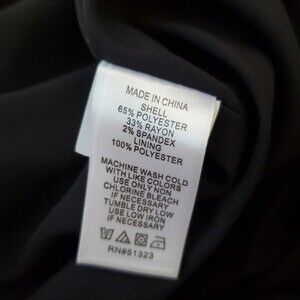 MADE IN CHINA
SHELL
65% POLYESTER
33% RAYON
2% SPANDEX
LINING
100% POLYESTER
MACHINE WASH COLD
WITH LIKE COLORS
USE ONLY NON
CHLORINE BLEACH
IF NECESSARY
TUMBLE DRY LOW
USE LOW IRON
IF NECESSARY
RN#51323